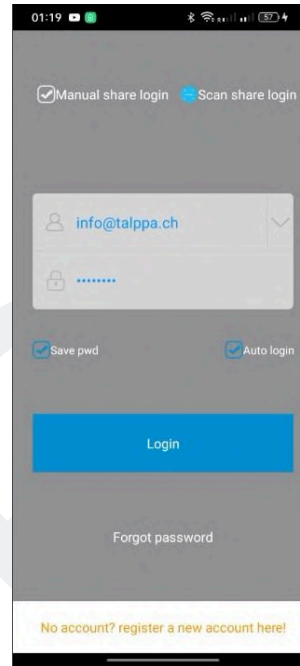 01:19 57
Manual share login Scan share login
info@talppa.ch
••••••••
Save pwd Auto login
Login
Forgot password
No account? register a new account here!